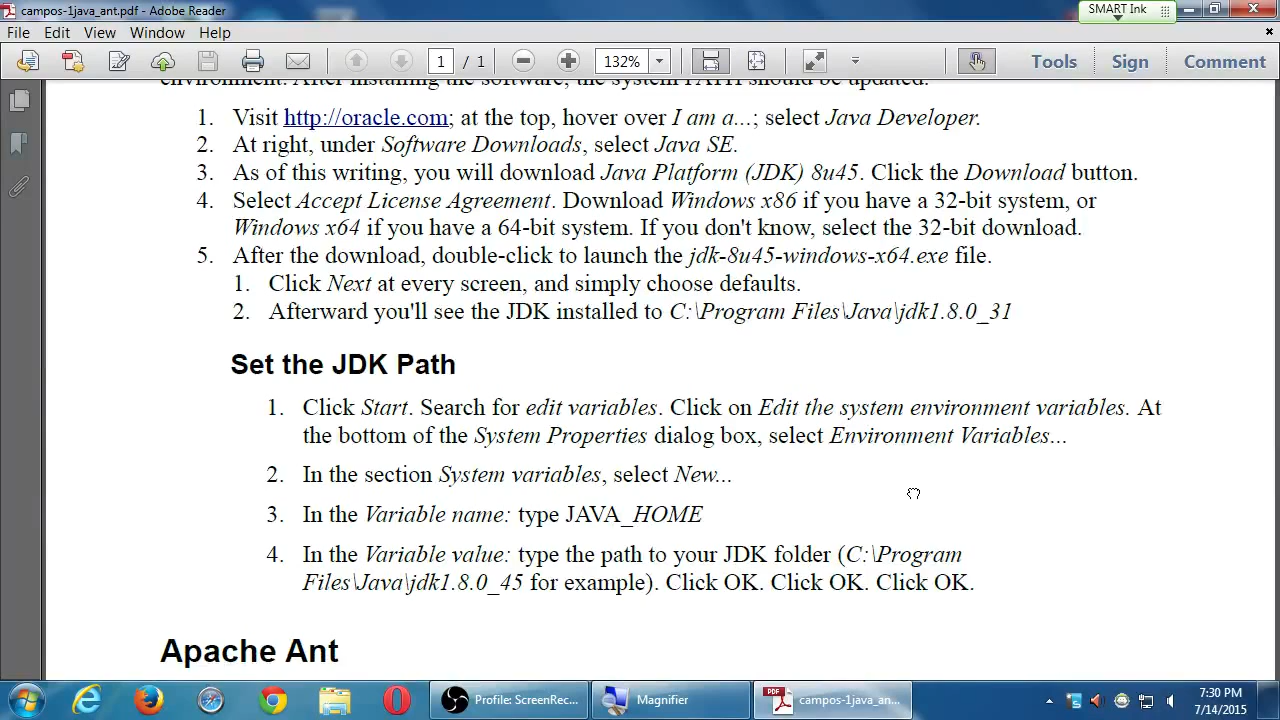 campos-1java_ant.pdf - Adobe Reader
SMART Ink
File Edit View Window Help
1 / 1 132% Tools Sign Comment
environment. After installing the software, the system PATH should be updated.
1. Visit http://oracle.com; at the top, hover over I am a...; select Java Developer.
2. At right, under Software Downloads, select Java SE.
3. As of this writing, you will download Java Platform (JDK) 8u45. Click the Download button.
4. Select Accept License Agreement. Download Windows x86 if you have a 32-bit system, or
Windows x64 if you have a 64-bit system. If you don't know, select the 32-bit download.
5. After the download, double-click to launch the jdk-8u45-windows-x64.exe file.
1. Click Next at every screen, and simply choose defaults.
2. Afterward you'll see the JDK installed to C:\Program Files\Java\jdk1.8.0_31
Set the JDK Path
1. Click Start. Search for edit variables. Click on Edit the system environment variables. At
the bottom of the System Properties dialog box, select Environment Variables...
2. In the section System variables, select New...
3. In the Variable name: type JAVA_HOME
4. In the Variable value: type the path to your JDK folder (C:\Program
Files\Java\jdk1.8.0_45 for example). Click OK. Click OK. Click OK.
Apache Ant
Profile: ScreenRec... Magnifier campos-1java_an...
7:30 PM
7/14/2015